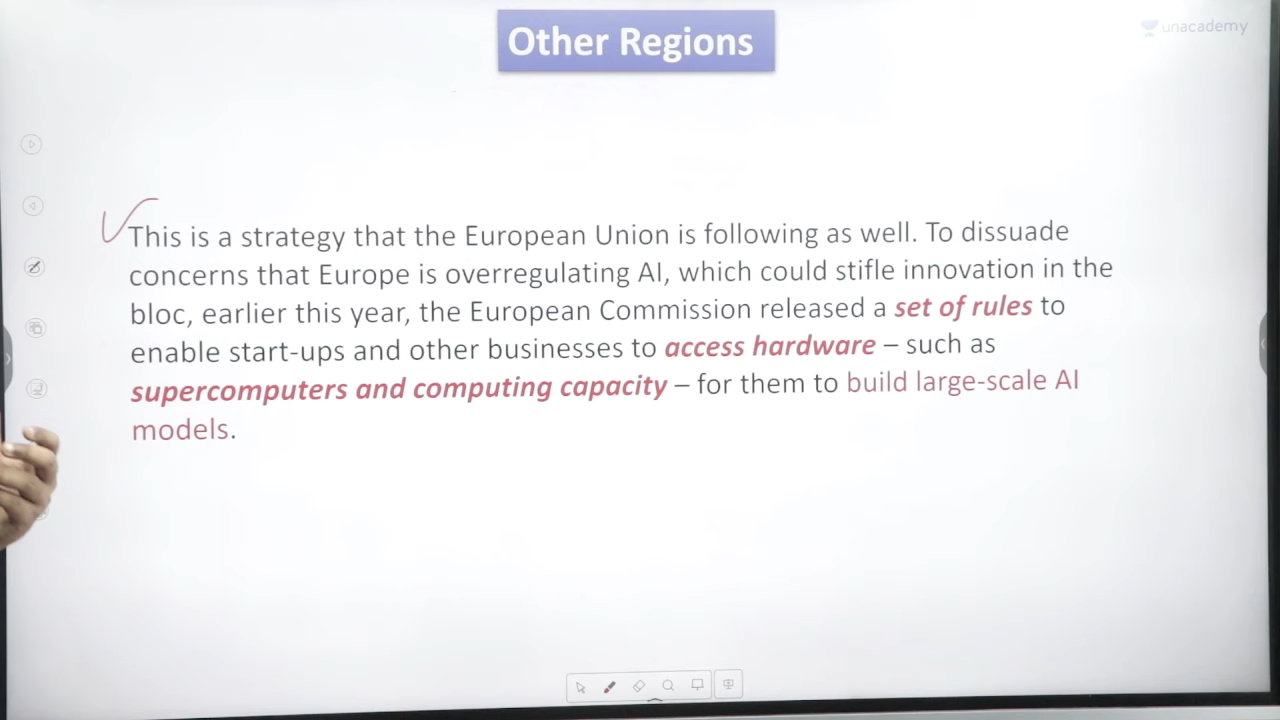 Other Regions
unacademy
This is a strategy that the European Union is following as well. To dissuade
concerns that Europe is overregulating AI, which could stifle innovation in the
bloc, earlier this year, the European Commission released a set of rules to
enable start-ups and other businesses to access hardware – such as
supercomputers and computing capacity – for them to build large-scale AI
models.